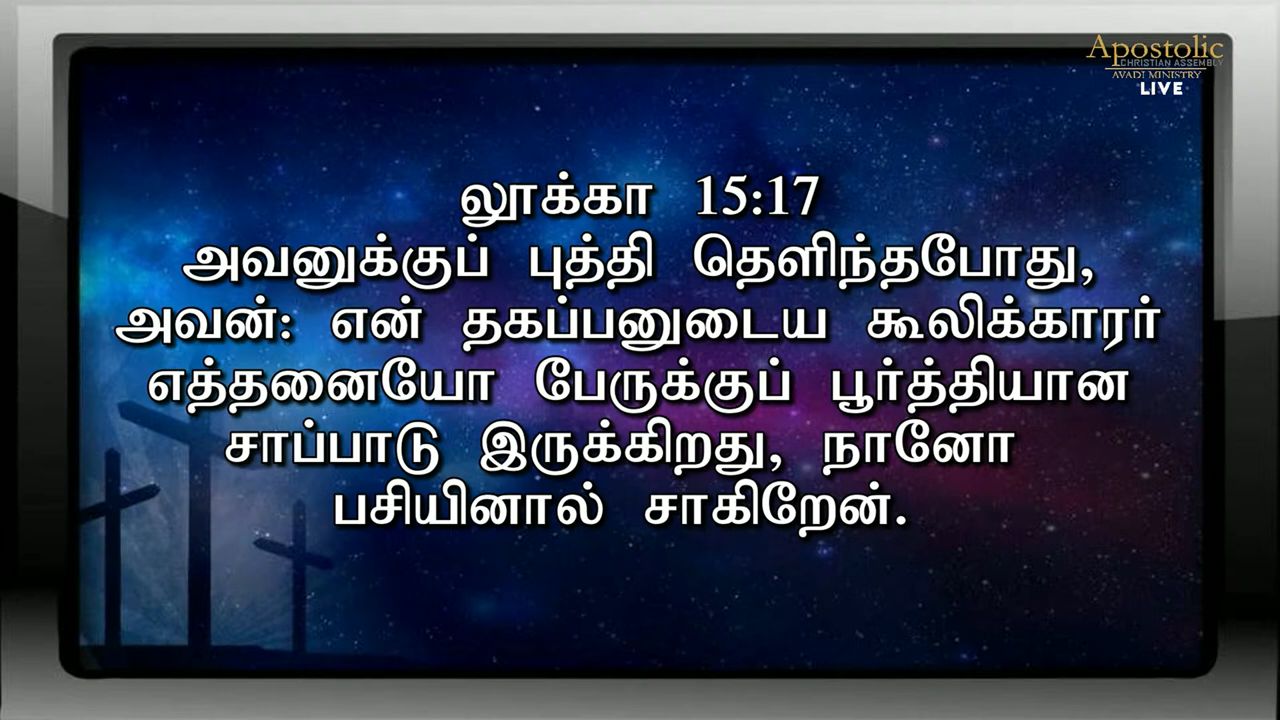 Apostolic
CHRISTIAN ASSEMBLY
AVADI MINISTRY
LIVE
லூக்கா 15:17
அவனுக்குப் புத்தி தெளிந்தபோது,
அவன்: என் தகப்பனுடைய கூலிக்காரர்
எத்தனையோ பேருக்குப் பூர்த்தியான
சாப்பாடு இருக்கிறது, நானோ
பசியினால் சாகிறேன்.